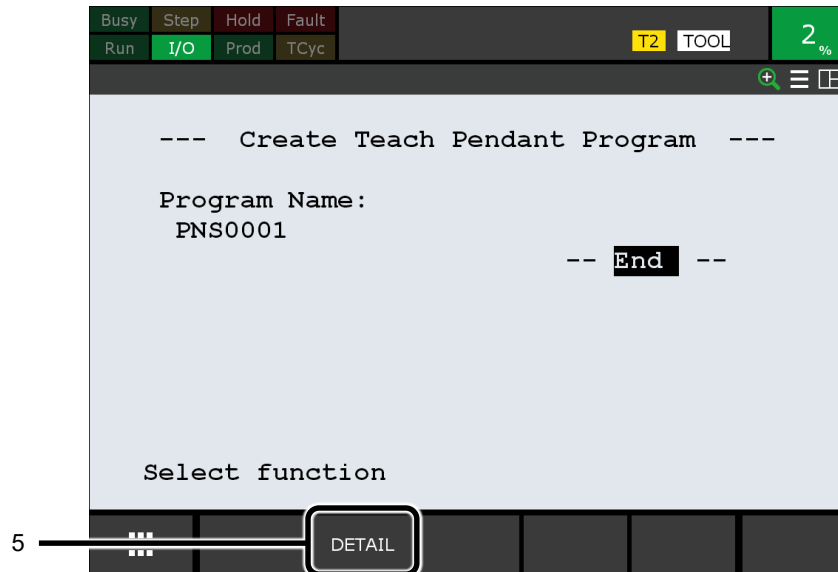 Busy Step Hold Fault
Run I/O Prod TCyc T2 TOOL 2 %
--- Create Teach Pendant Program ---
Program Name:
PNS0001
-- End --
Select function
5 DETAIL